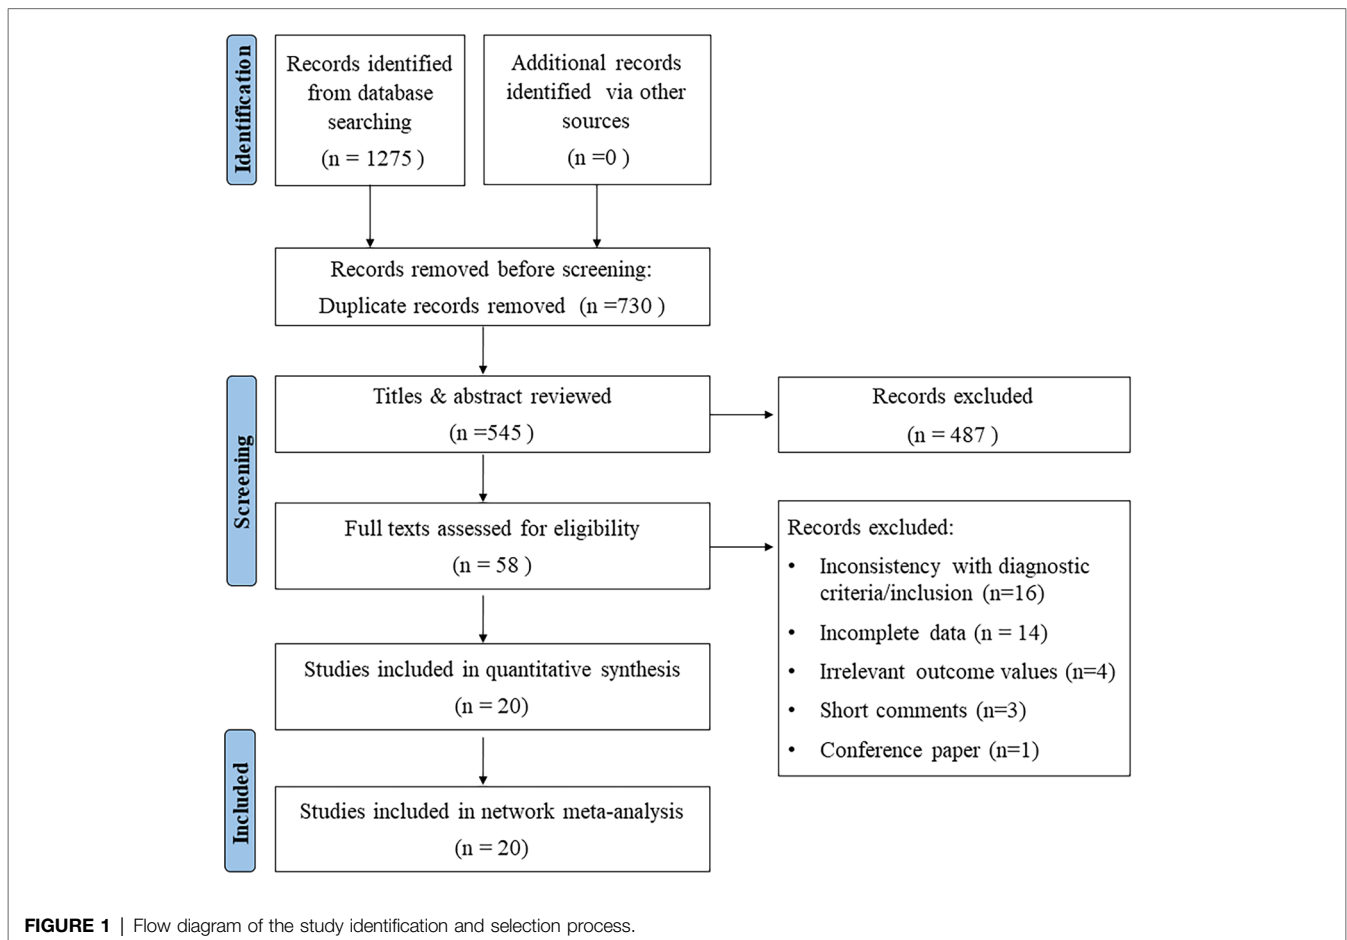 Identification
Records identified
from database
searching
(n = 1275 )
Additional records
identified via other
sources
(n =0 )
Records removed before screening:
Duplicate records removed (n =730 )
Screening
Titles & abstract reviewed
(n =545 )
Records excluded
(n = 487 )
Full texts assessed for eligibility
(n = 58 )
Records excluded:
• Inconsistency with diagnostic
criteria/inclusion (n=16)
• Incomplete data (n = 14)
• Irrelevant outcome values (n=4)
• Short comments (n=3)
• Conference paper (n=1)
Studies included in quantitative synthesis
(n = 20)
Included
Studies included in network meta-analysis
(n = 20)
FIGURE 1 | Flow diagram of the study identification and selection process.